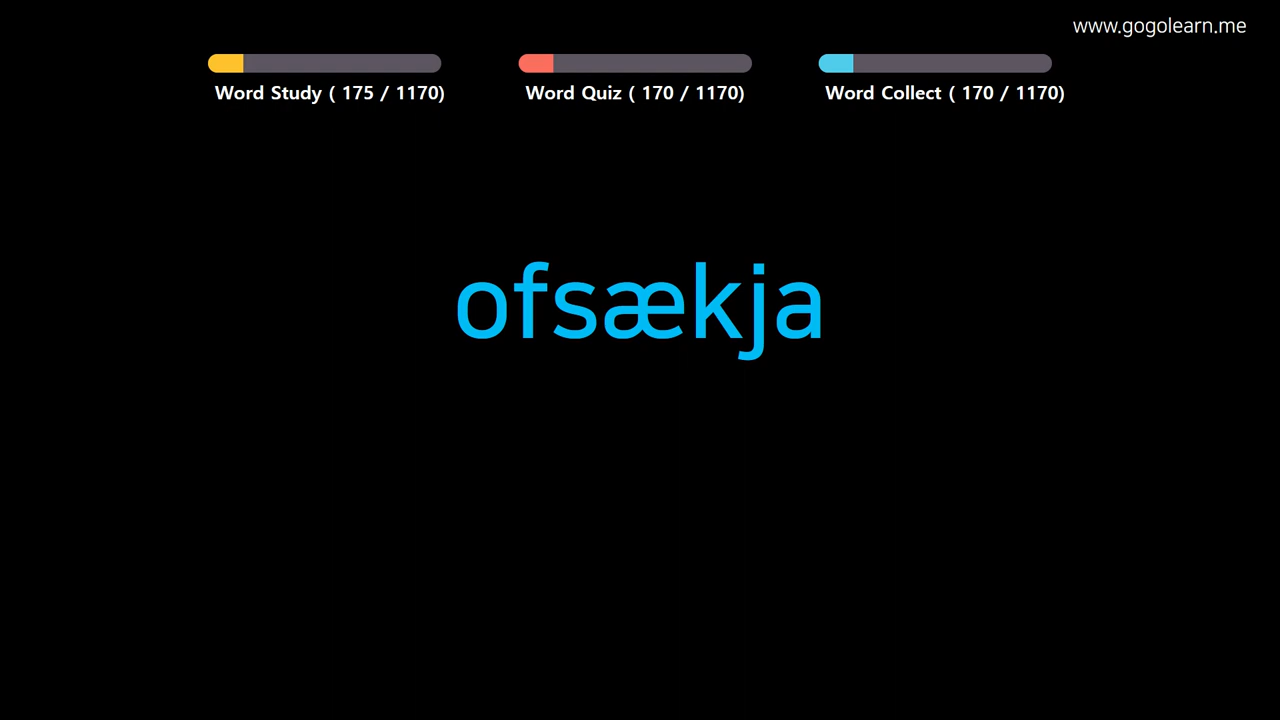 www.gogolearn.me
Word Study ( 175 / 1170)
Word Quiz ( 170 / 1170)
Word Collect ( 170 / 1170)
ofsækja